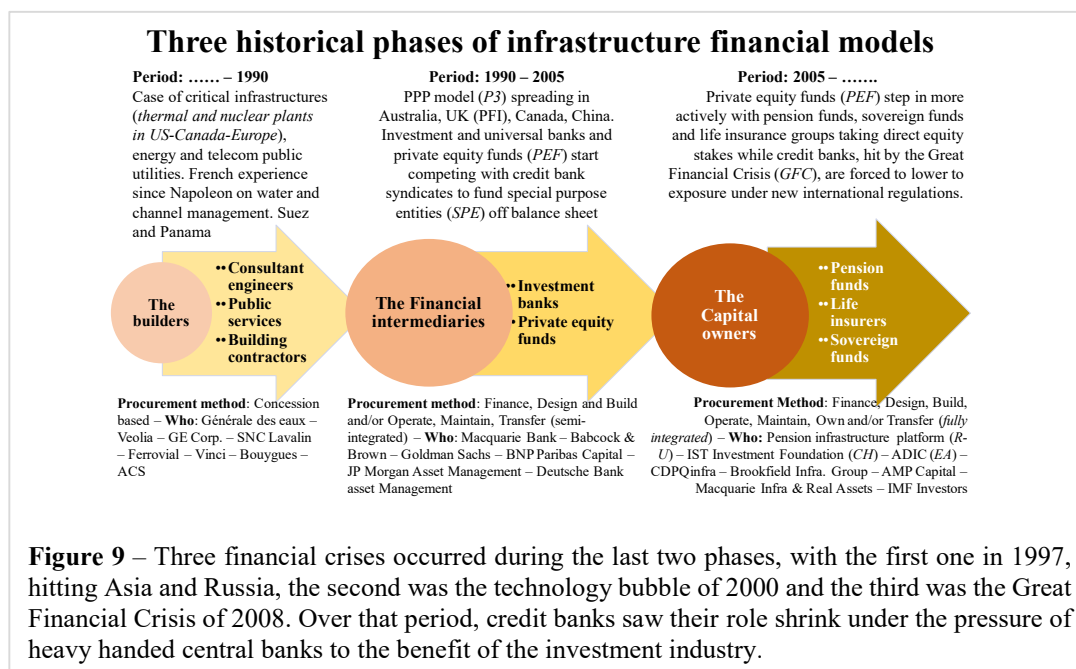 Three historical phases of infrastructure financial models
Period: …… – 1990
Case of critical infrastructures
(thermal and nuclear plants
in US-Canada-Europe),
energy and telecom public
utilities. French experience
since Napoleon on water and
channel management. Suez
and Panama
Period: 1990 – 2005
PPP model (P3) spreading in
Australia, UK (PFI), Canada, China.
Investment and universal banks and
private equity funds (PEF) start
competing with credit bank
syndicates to fund special purpose
entities (SPE) off balance sheet
Period: 2005 – …….
Private equity funds (PEF) step in more
actively with pension funds, sovereign funds
and life insurance groups taking direct equity
stakes while credit banks, hit by the Great
Financial Crisis (GFC), are forced to lower to
exposure under new international regulations.
The
builders
••Consultant
engineers
••Public
services
••Building
contractors
The Financial
intermediaries
••Investment
banks
•Private equity
funds
The
Capital
owners
••Pension
funds
••Life
insurers
••Sovereign
funds
Procurement method: Concession
based – Who: Générale des eaux –
Veolia – GE Corp. – SNC Lavalin
– Ferrovial – Vinci – Bouygues –
ACS
Procurement method: Finance, Design and Build
and/or Operate, Maintain, Transfer (semi-
integrated) – Who: Macquarie Bank – Babcock &
Brown – Goldman Sachs – BNP Paribas Capital –
JP Morgan Asset Management – Deutsche Bank
asset Management
Procurement Method: Finance, Design, Build,
Operate, Maintain, Own and/or Transfer (fully
integrated) – Who: Pension infrastructure platform (R-
U) – IST Investment Foundation (CH) – ADIC (EA) –
CDPQinfra – Brookfield Infra. Group – AMP Capital –
Macquarie Infra & Real Assets – IMF Investors
Figure 9 – Three financial crises occurred during the last two phases, with the first one in 1997,
hitting Asia and Russia, the second was the technology bubble of 2000 and the third was the Great
Financial Crisis of 2008. Over that period, credit banks saw their role shrink under the pressure of
heavy handed central banks to the benefit of the investment industry.